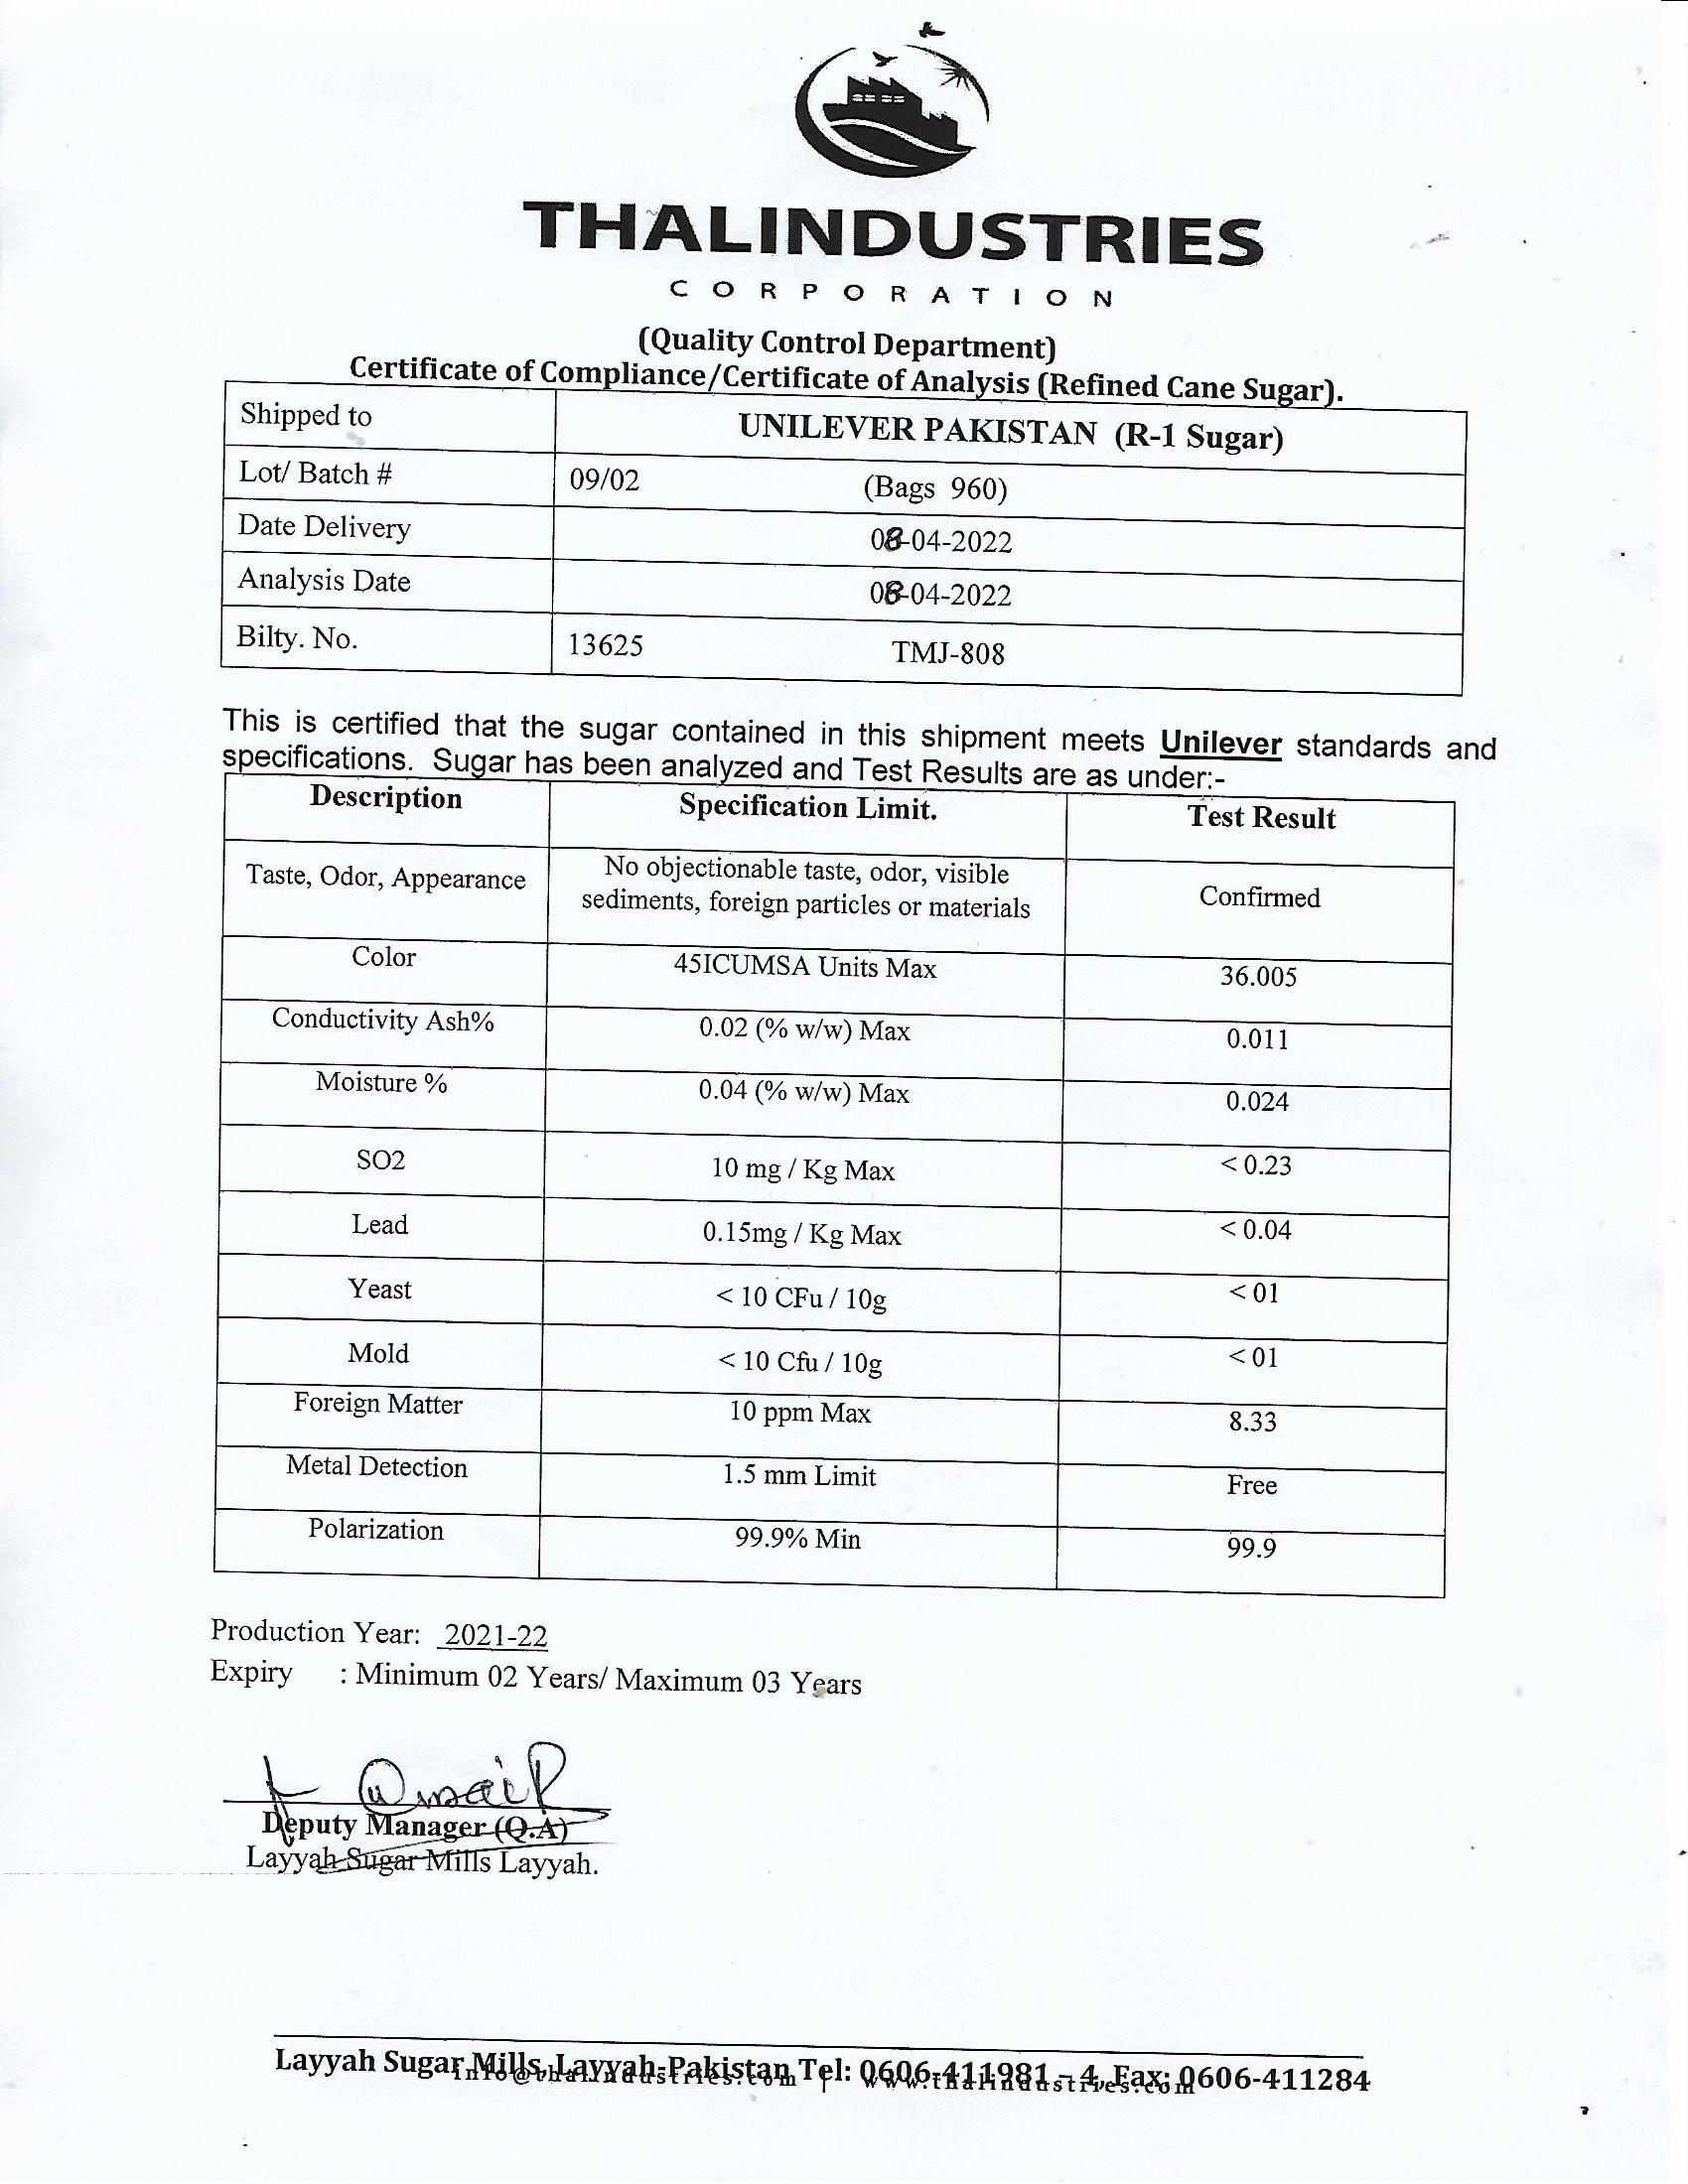 THALINDUSTRIES
CORPORATION
(Quality Control Department)
Certificate of Compliance/Certificate of Analysis (Refined Cane Sugar).
Shipped to UNILEVER PAKISTAN (R-1 Sugar)
Lot/ Batch # 09/02 (Bags 960)
Date Delivery 08-04-2022
Analysis Date 08-04-2022
Bilty. No. 13625 TMJ-808
This is certified that the sugar contained in this shipment meets Unilever standards and
specifications. Sugar has been analyzed and Test Results are as under:-
Description Specification Limit. Test Result
Taste, Odor, Appearance No objectionable taste, odor, visible
sediments, foreign particles or materials Confirmed
Color 45ICUMSA Units Max 36.005
Conductivity Ash% 0.02 (% w/w) Max 0.011
Moisture % 0.04 (% w/w) Max 0.024
SO2 10 mg / Kg Max < 0.23
Lead 0.15mg / Kg Max < 0.04
Yeast < 10 CFu / 10g < 01
Mold < 10 Cfu / 10g < 01
Foreign Matter 10 ppm Max 8.33
Metal Detection 1.5 mm Limit Free
Polarization 99.9% Min 99.9
Production Year: 2021-22
Expiry : Minimum 02 Years/ Maximum 03 Years
Deputy Manager (Q.A)
Layyah Sugar Mills Layyah.
Layyah Sugar Mills, Layyah-Pakistan Tel: 0606-411981 – 4, Fax: 0606-411284
info@thalindustries.com | www.thalindustries.com